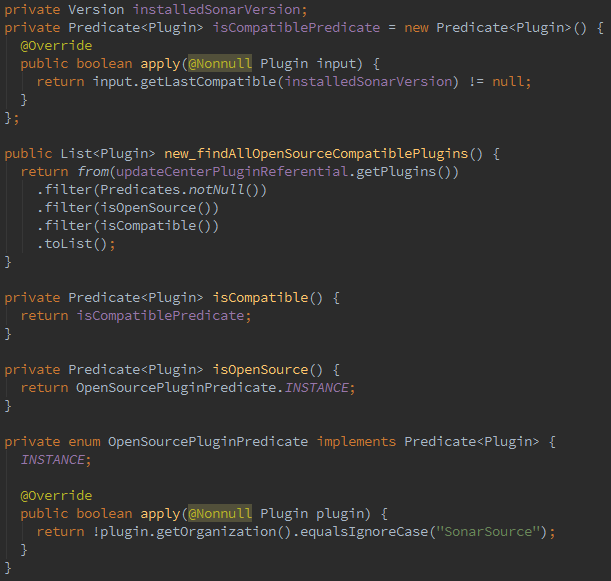 private Version installedSonarVersion;
private Predicate<Plugin> isCompatiblePredicate = new Predicate<Plugin>() {
  @Override
  public boolean apply(@Nonnull Plugin input) {
    return input.getLastCompatible(installedSonarVersion) != null;
  }
};

public List<Plugin> new_findAllOpenSourceCompatiblePlugins() {
  return from(updateCenterPluginReferential.getPlugins())
    .filter(Predicates.notNull())
    .filter(isOpenSource())
    .filter(isCompatible())
    .toList();
}

private Predicate<Plugin> isCompatible() {
  return isCompatiblePredicate;
}

private Predicate<Plugin> isOpenSource() {
  return OpenSourcePluginPredicate.INSTANCE;
}

private enum OpenSourcePluginPredicate implements Predicate<Plugin> {
  INSTANCE;

  @Override
  public boolean apply(@Nonnull Plugin plugin) {
    return !plugin.getOrganization().equalsIgnoreCase("SonarSource");
  }
}